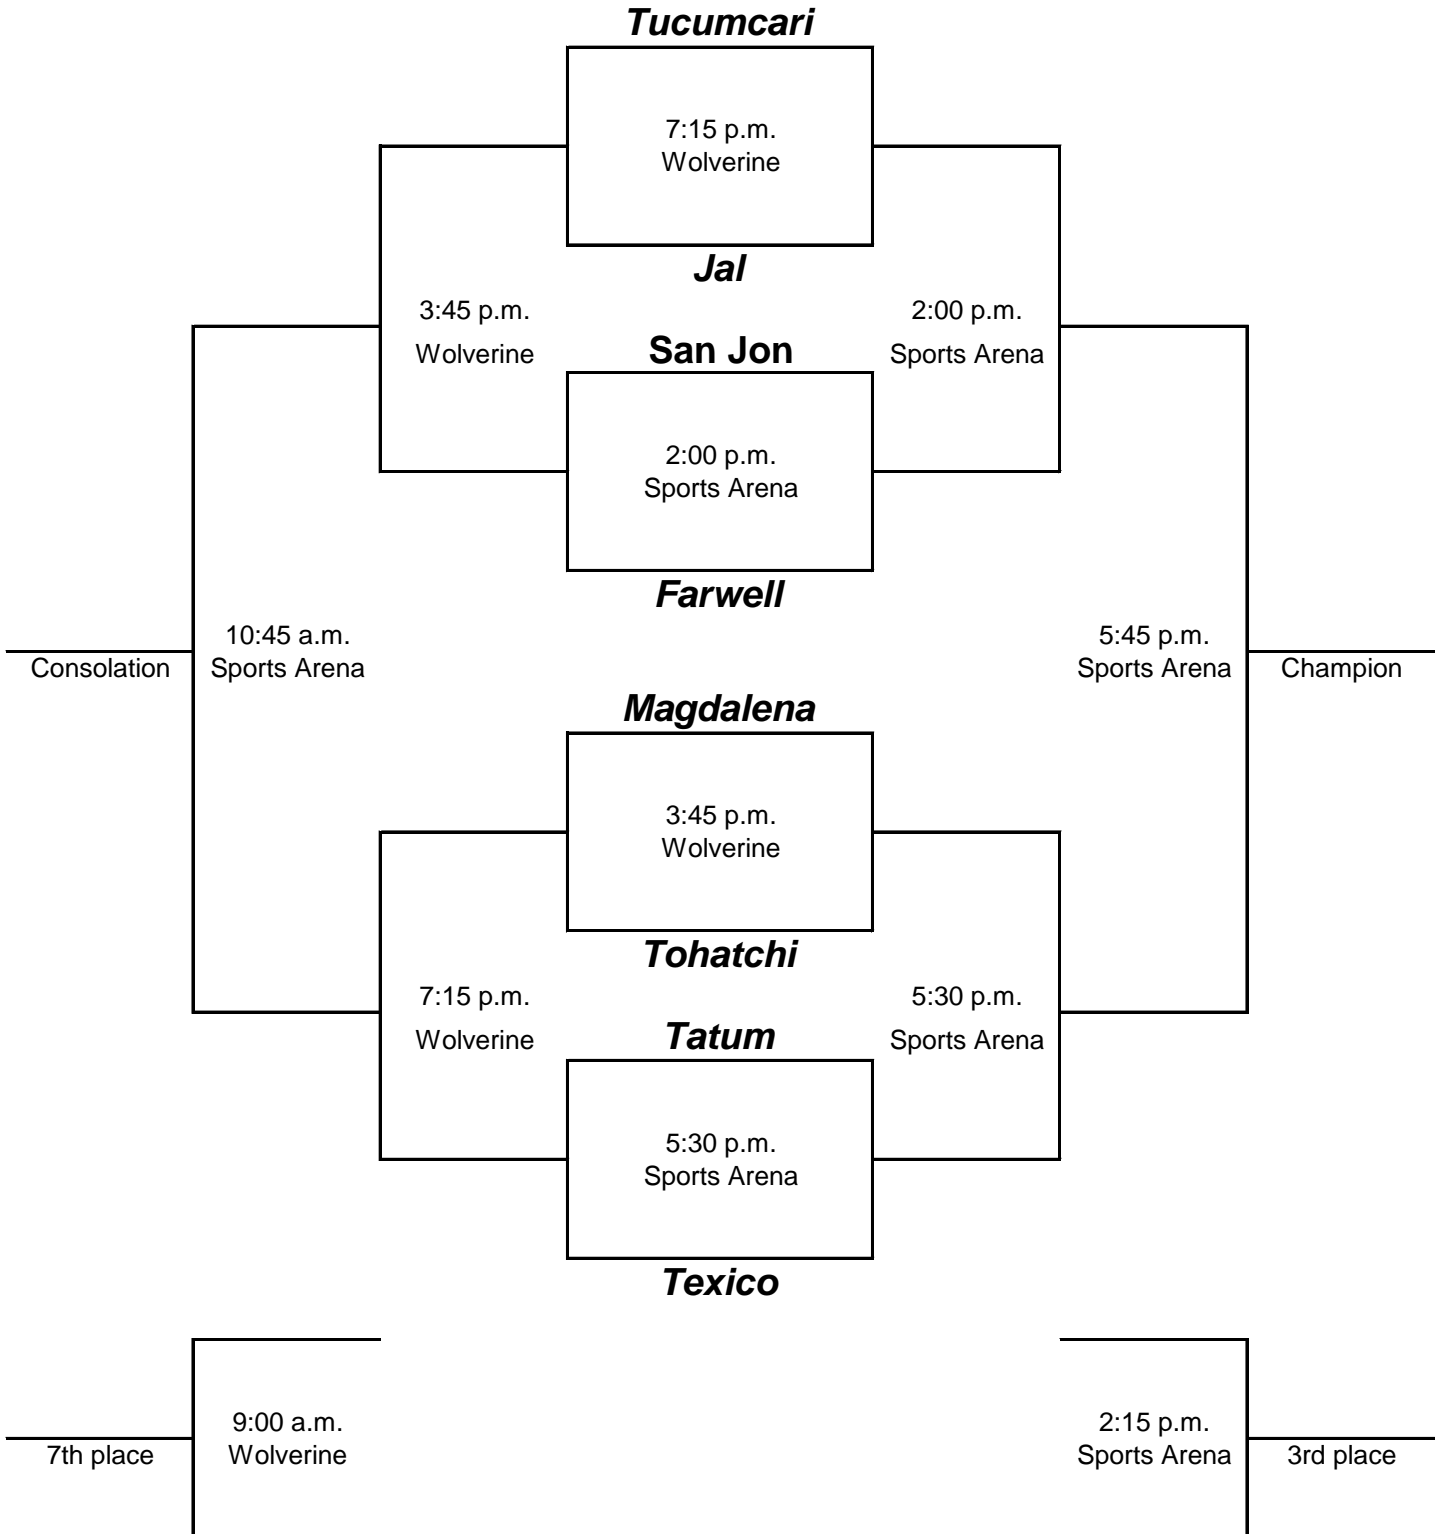 Tucumcari
7:15 p.m.
Wolverine
Jal
3:45 p.m.
Wolverine
2:00 p.m.
Sports Arena
San Jon
2:00 p.m.
Sports Arena
Farwell
10:45 a.m.
Sports Arena
Consolation
5:45 p.m.
Sports Arena
Champion
Magdalena
3:45 p.m.
Wolverine
Tohatchi
7:15 p.m.
Wolverine
5:30 p.m.
Sports Arena
Tatum
5:30 p.m.
Sports Arena
Texico
9:00 a.m.
Wolverine
7th place
2:15 p.m.
Sports Arena
3rd place